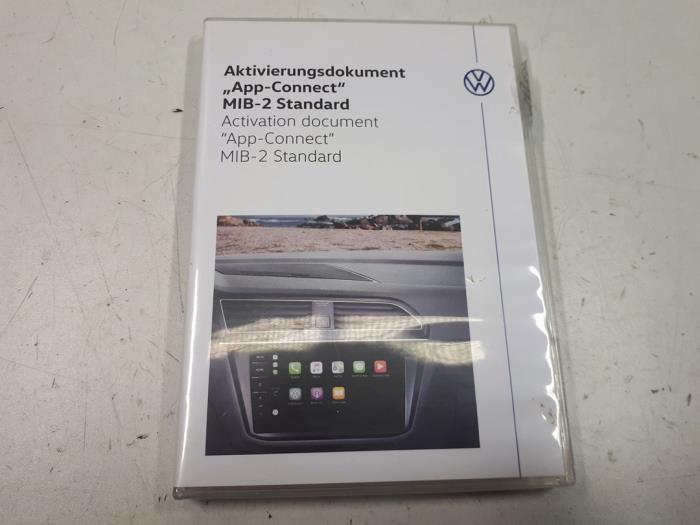 Aktivierungsdokument
„App-Connect“
MIB-2 Standard
Activation document
“App-Connect”
MIB-2 Standard